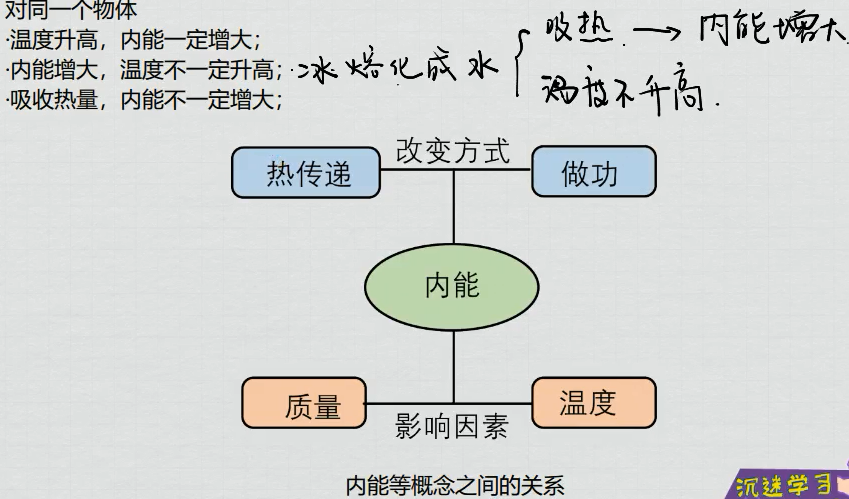 对同一个物体
·温度升高，内能一定增大；
·内能增大，温度不一定升高；·冰熔化成水
吸热 → 内能增大
温度不升高.
·吸收热量，内能不一定增大；
改变方式
热传递
做功
内能
质量
温度
影响因素
内能等概念之间的关系
沉迷学习